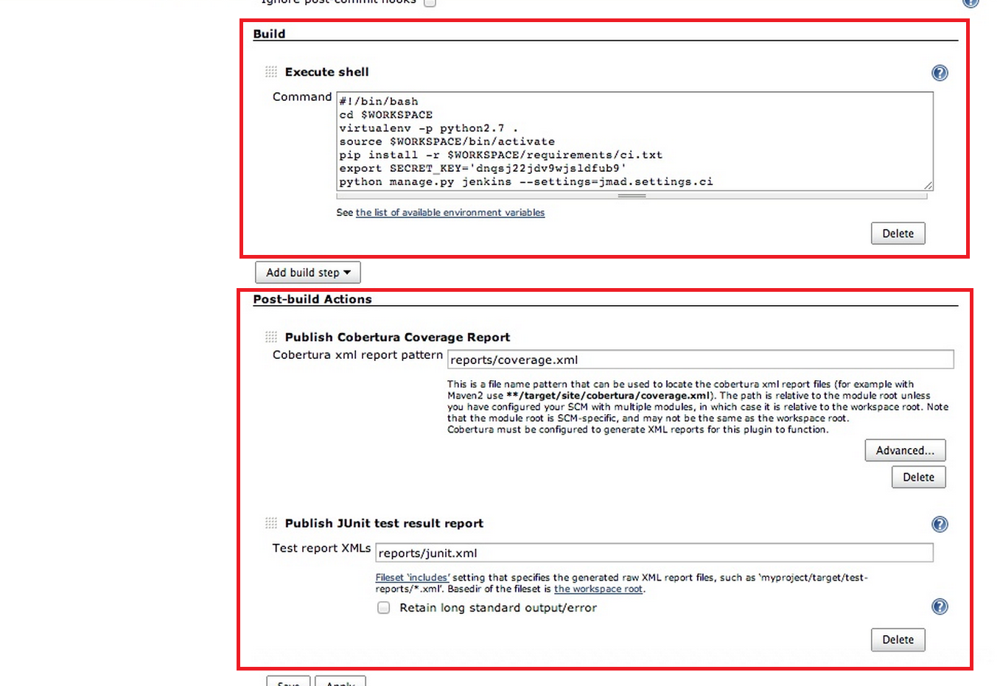 Ignore post-commit hooks
Build
Execute shell
Command
#!/bin/bash
cd $WORKSPACE
virtualenv -p python2.7 .
source $WORKSPACE/bin/activate
pip install -r $WORKSPACE/requirements/ci.txt
export SECRET_KEY='dnqsj22jdv9wjsldfub9'
python manage.py jenkins --settings=jmad.settings.ci
See the list of available environment variables
Delete
Add build step
Post-build Actions
Publish Cobertura Coverage Report
Cobertura xml report pattern reports/coverage.xml
This is a file name pattern that can be used to locate the cobertura xml report files (for example with
Maven2 use **/target/site/cobertura/coverage.xml). The path is relative to the module root unless
you have configured your SCM with multiple modules, in which case it is relative to the workspace root. Note
that the module root is SCM-specific, and may not be the same as the workspace root.
Cobertura must be configured to generate XML reports for this plugin to function.
Advanced...
Delete
Publish JUnit test result report
Test report XMLs reports/junit.xml
Fileset 'includes' setting that specifies the generated raw XML report files, such as 'myproject/target/test-
reports/*.xml'. Basedir of the fileset is the workspace root.
Retain long standard output/error
Delete
Save Apply